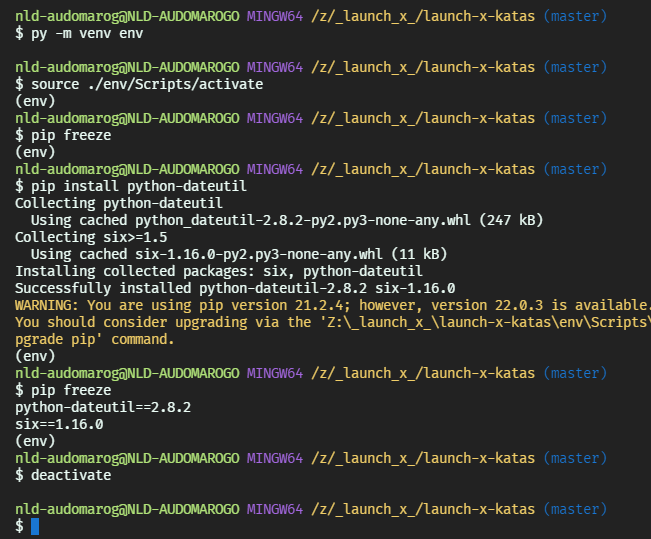 nld-audomarog@NLD-AUDOMAROGO MINGW64 /z/_launch_x_/launch-x-katas (master)
$ py -m venv env
nld-audomarog@NLD-AUDOMAROGO MINGW64 /z/_launch_x_/launch-x-katas (master)
$ source ./env/Scripts/activate
(env)
nld-audomarog@NLD-AUDOMAROGO MINGW64 /z/_launch_x_/launch-x-katas (master)
$ pip freeze
(env)
nld-audomarog@NLD-AUDOMAROGO MINGW64 /z/_launch_x_/launch-x-katas (master)
$ pip install python-dateutil
Collecting python-dateutil
  Using cached python_dateutil-2.8.2-py2.py3-none-any.whl (247 kB)
Collecting six>=1.5
  Using cached six-1.16.0-py2.py3-none-any.whl (11 kB)
Installing collected packages: six, python-dateutil
Successfully installed python-dateutil-2.8.2 six-1.16.0
WARNING: You are using pip version 21.2.4; however, version 22.0.3 is available.
You should consider upgrading via the 'Z:\_launch_x_\launch-x-katas\env\Scripts\
pgrade pip' command.
(env)
nld-audomarog@NLD-AUDOMAROGO MINGW64 /z/_launch_x_/launch-x-katas (master)
$ pip freeze
python-dateutil==2.8.2
six==1.16.0
(env)
nld-audomarog@NLD-AUDOMAROGO MINGW64 /z/_launch_x_/launch-x-katas (master)
$ deactivate
nld-audomarog@NLD-AUDOMAROGO MINGW64 /z/_launch_x_/launch-x-katas (master)
$